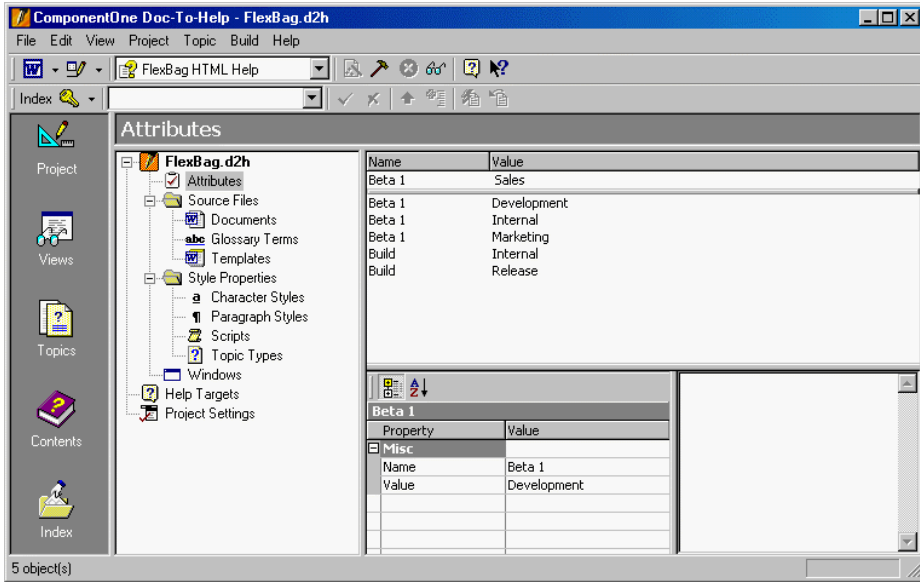 ComponentOne Doc-To-Help - FlexBag.d2h
File Edit View Project Topic Build Help
FlexBag HTML Help
Index
Attributes
Project
Views
Topics
Contents
Index
FlexBag.d2h
Attributes
Source Files
Documents
abc Glossary Terms
Templates
Style Properties
a Character Styles
¶ Paragraph Styles
Scripts
Topic Types
Windows
Help Targets
Project Settings
Name Value
Beta 1 Sales
Beta 1 Development
Beta 1 Internal
Beta 1 Marketing
Build Internal
Build Release
Beta 1
Property Value
Misc
Name Beta 1
Value Development
5 object(s)